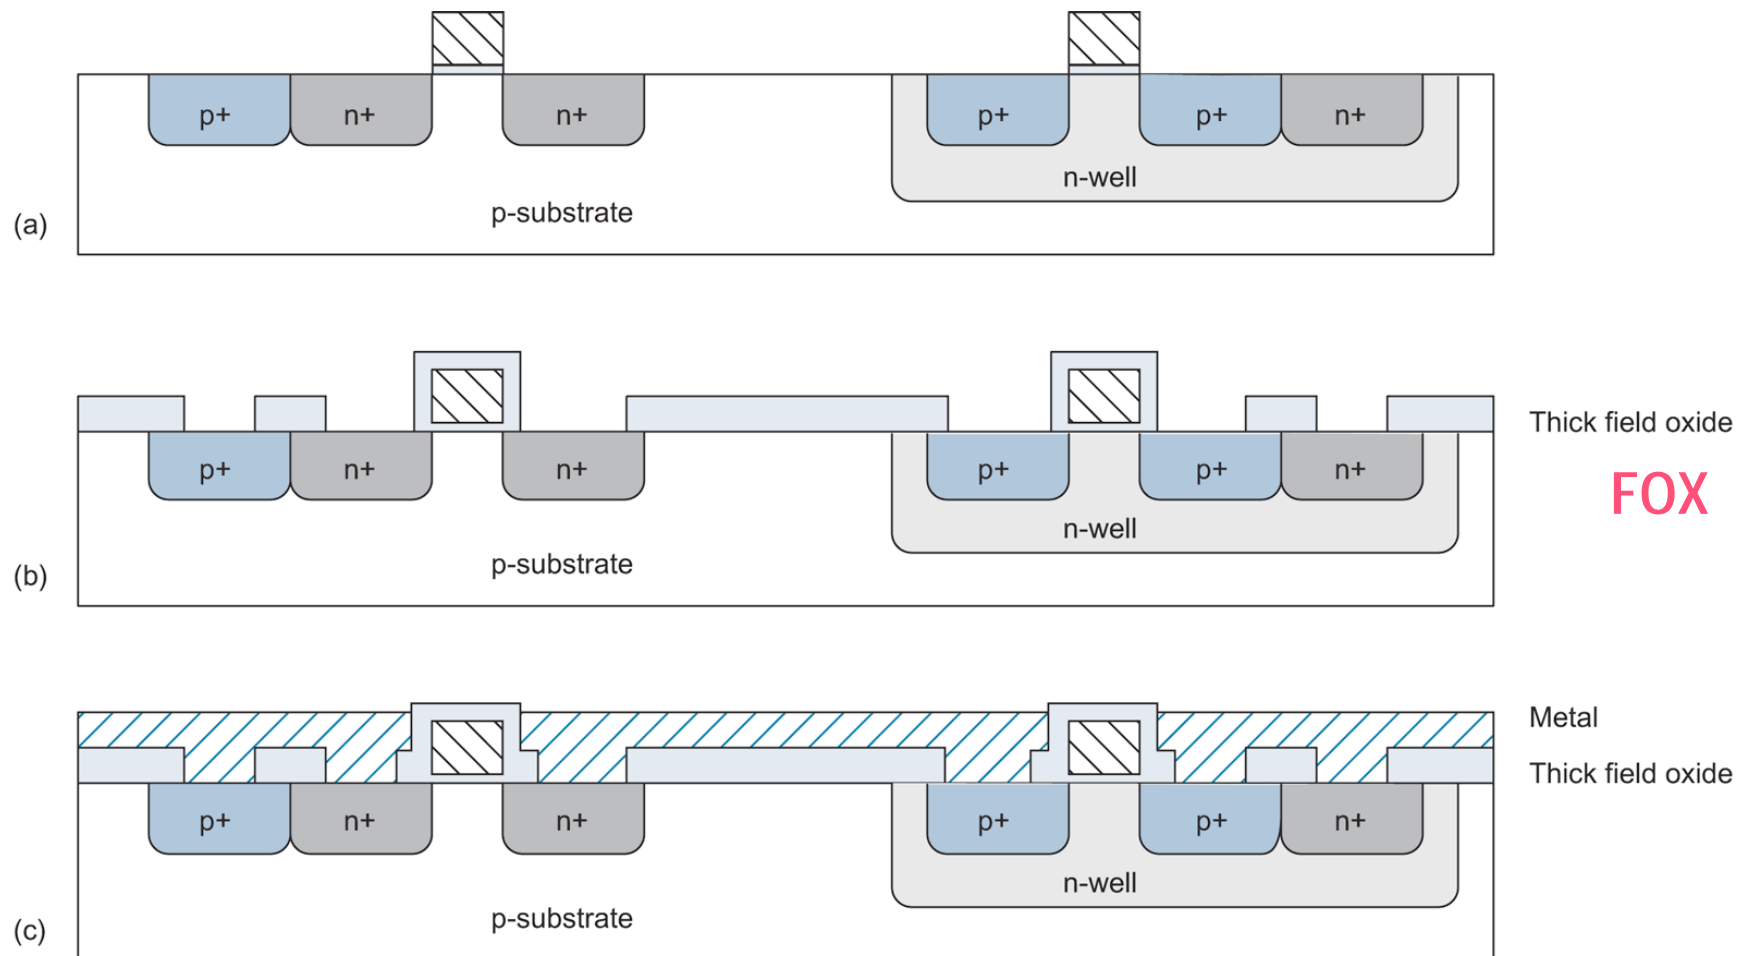 p+ n+ n+ p+ p+ n+
n-well
p-substrate
(a)
Thick field oxide
p+ n+ n+ p+ p+ n+
FOX
n-well
p-substrate
(b)
Metal
Thick field oxide
p+ n+ n+ p+ p+ n+
n-well
p-substrate
(c)